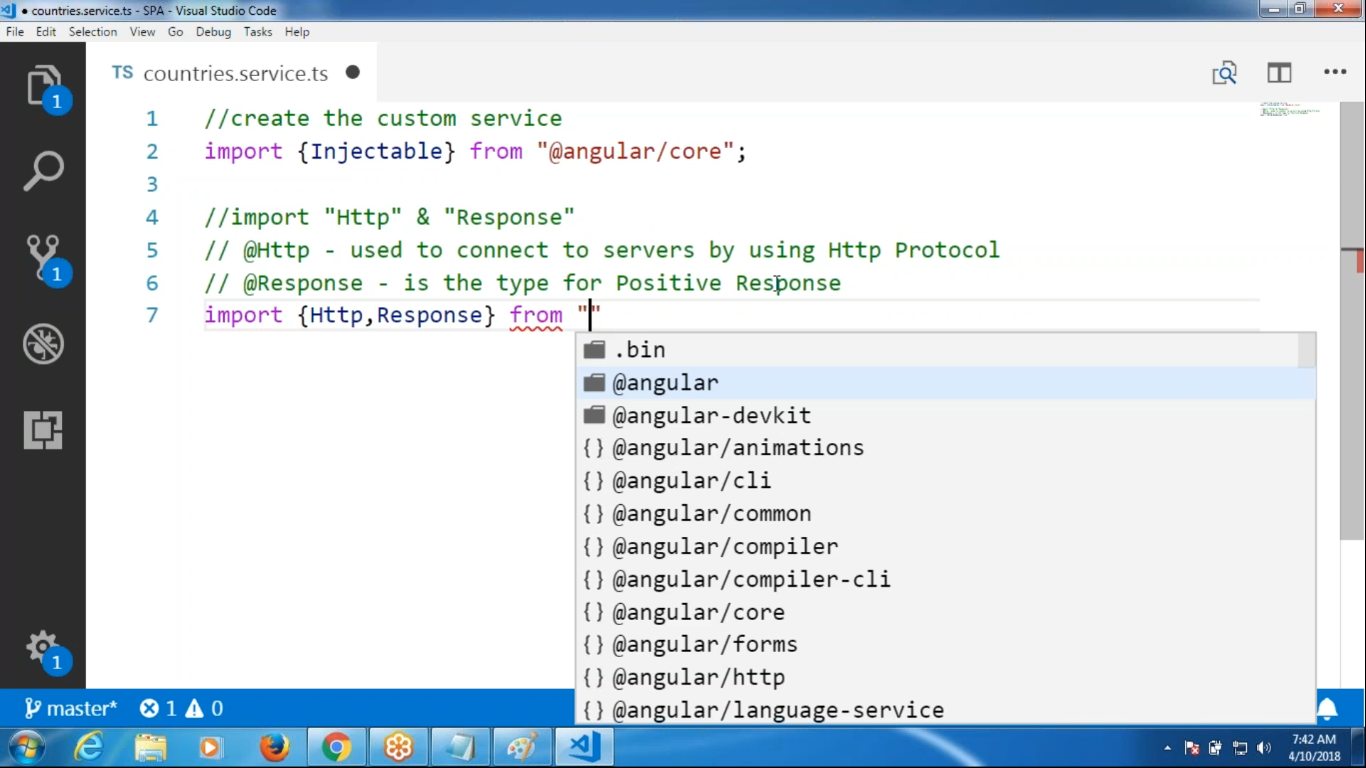 ● countries.service.ts - SPA - Visual Studio Code
File Edit Selection View Go Debug Tasks Help
TS countries.service.ts ●
1 //create the custom service
2 import {Injectable} from "@angular/core";
3
4 //import "Http" & "Response"
5 // @Http - used to connect to servers by using Http Protocol
6 // @Response - is the type for Positive Response
7 import {Http,Response} from ""
.bin
@angular
@angular-devkit
{} @angular/animations
{} @angular/cli
{} @angular/common
{} @angular/compiler
{} @angular/compiler-cli
{} @angular/core
{} @angular/forms
{} @angular/http
{} @angular/language-service
1
1
1
master* 1 0
7:42 AM
4/10/2018